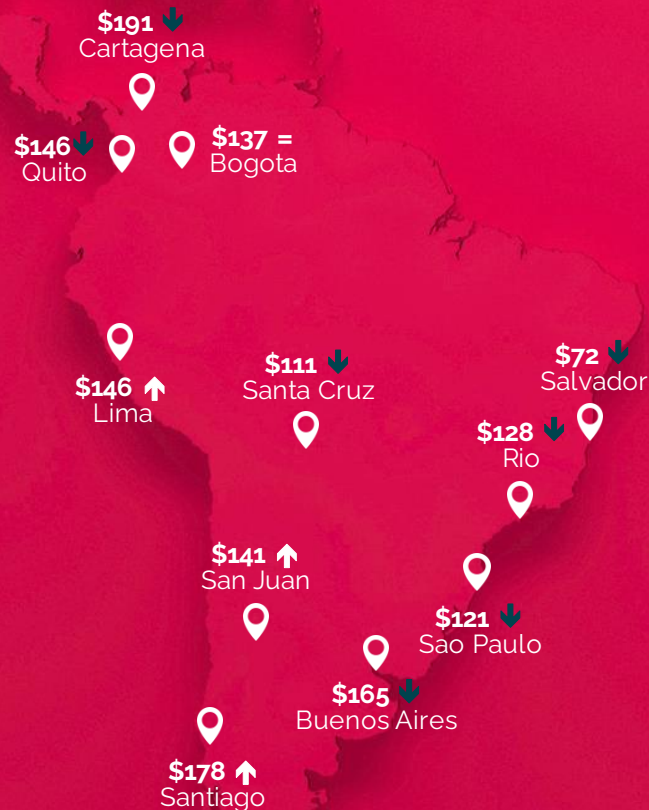 $191
Cartagena
$146
Quito
$137 =
Bogota
$146
Lima
$111
Santa Cruz
$72
Salvador
$128
Rio
$141
San Juan
$121
Sao Paulo
$165
Buenos Aires
$178
Santiago